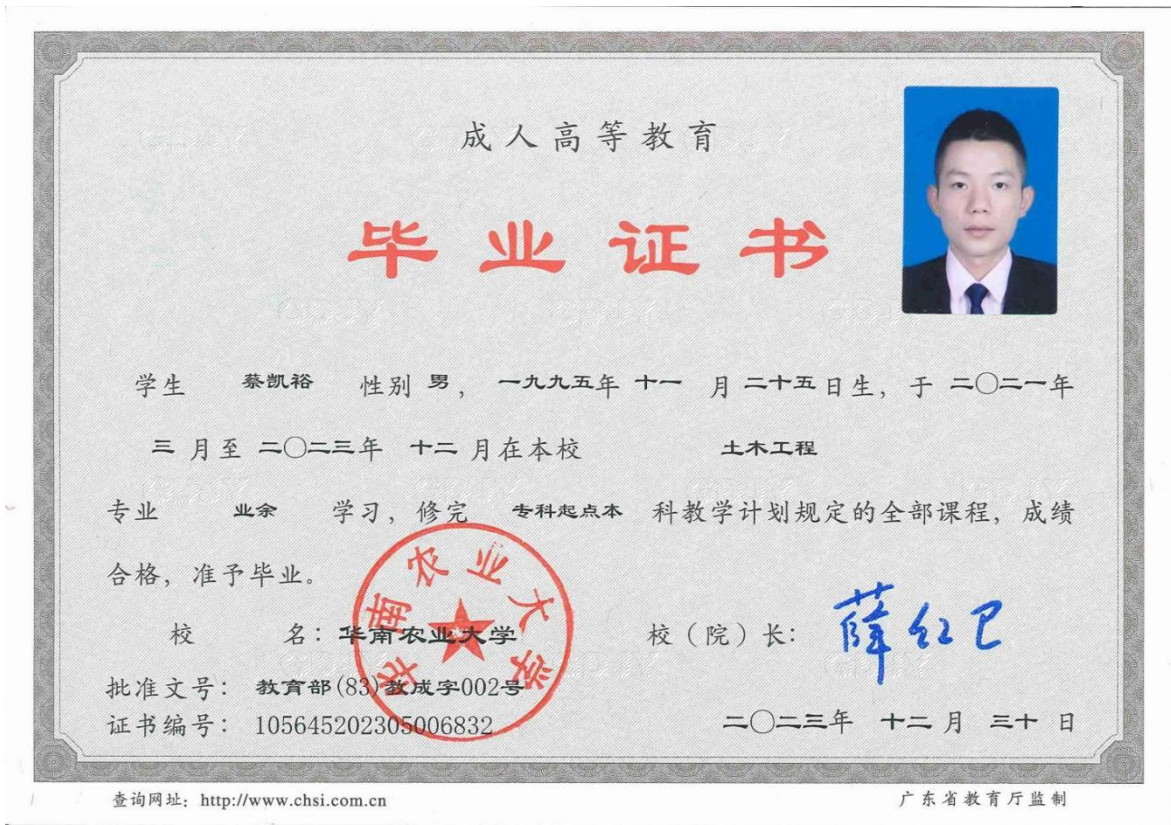 成人高等教育
毕业证书
学生 蔡凯裕 性别 男，一九九五年 十一 月 二十五日生，于 二〇二一年
三 月至 二〇二三年 十二 月在本校 土木工程
专业 业余 学习，修完 专科起点本 科教学计划规定的全部课程，成绩
合格，准予毕业。
华南农业大学
校 名：华南农业大学 校（院）长：薛红卫
批准文号： 教育部(83)教成字002号
证书编号： 105645202305006832 二〇二三年 十二 月 三十 日
查询网址：http://www.chsi.com.cn 广东省教育厅监制